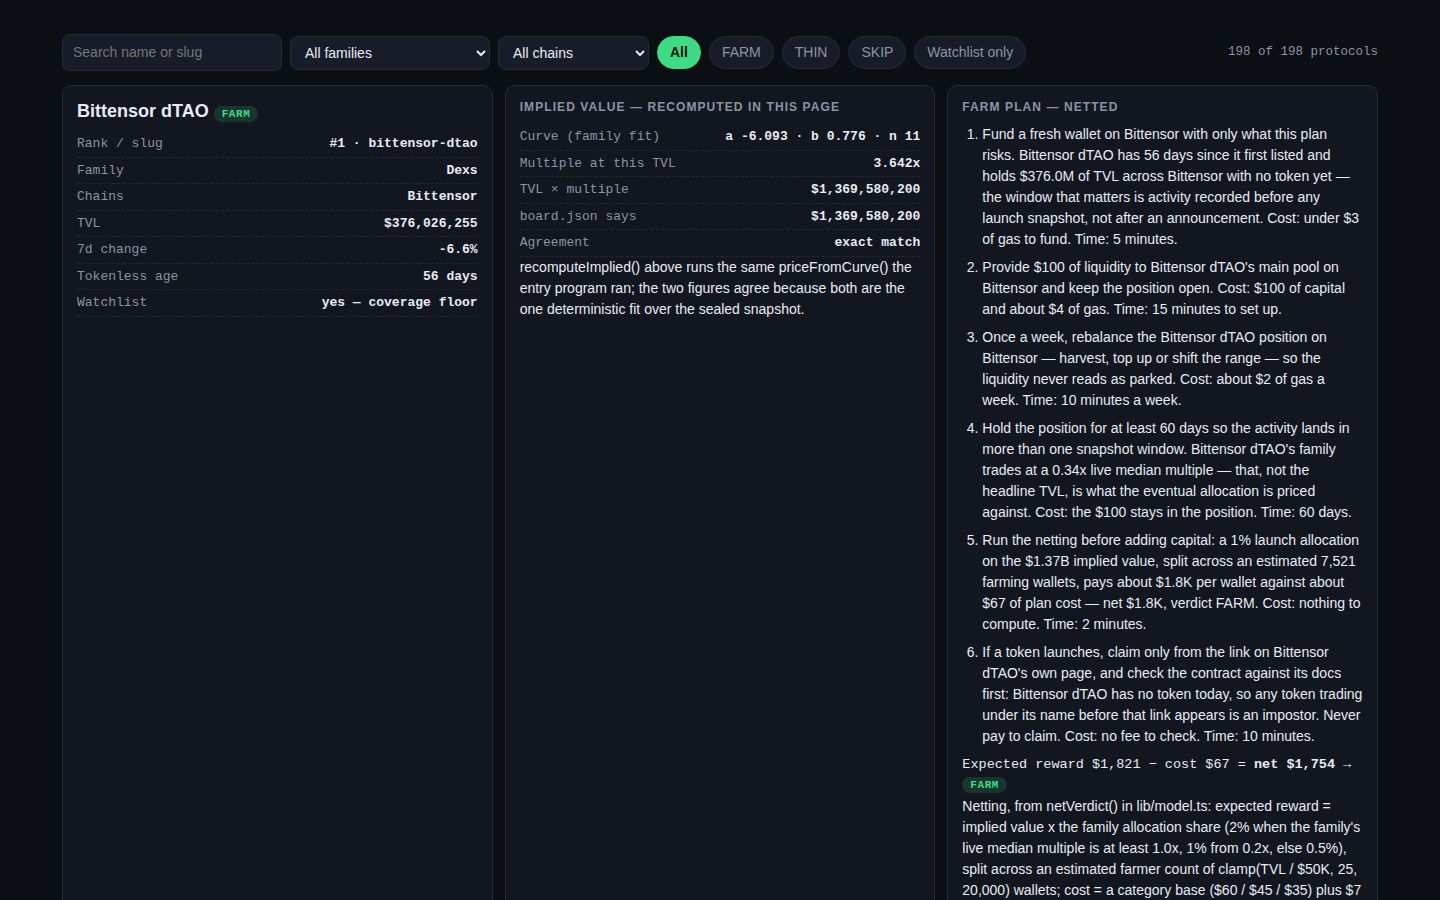 Search name or slug
All families
All chains
All
FARM
THIN
SKIP
Watchlist only
198 of 198 protocols
Bittensor dTAO FARM
Rank / slug #1 · bittensor-dtao
Family Dexs
Chains Bittensor
TVL $376,026,255
7d change -6.6%
Tokenless age 56 days
Watchlist yes — coverage floor
IMPLIED VALUE — RECOMPUTED IN THIS PAGE
Curve (family fit) a -6.093 · b 0.776 · n 11
Multiple at this TVL 3.642x
TVL × multiple $1,369,580,200
board.json says $1,369,580,200
Agreement exact match
recomputeImplied() above runs the same priceFromCurve() the
entry program ran; the two figures agree because both are the
one deterministic fit over the sealed snapshot.
FARM PLAN — NETTED
1. Fund a fresh wallet on Bittensor with only what this plan
risks. Bittensor dTAO has 56 days since it first listed and
holds $376.0M of TVL across Bittensor with no token yet —
the window that matters is activity recorded before any
launch snapshot, not after an announcement. Cost: under $3
of gas to fund. Time: 5 minutes.
2. Provide $100 of liquidity to Bittensor dTAO's main pool on
Bittensor and keep the position open. Cost: $100 of capital
and about $4 of gas. Time: 15 minutes to set up.
3. Once a week, rebalance the Bittensor dTAO position on
Bittensor — harvest, top up or shift the range — so the
liquidity never reads as parked. Cost: about $2 of gas a
week. Time: 10 minutes a week.
4. Hold the position for at least 60 days so the activity lands in
more than one snapshot window. Bittensor dTAO's family
trades at a 0.34x live median multiple — that, not the
headline TVL, is what the eventual allocation is priced
against. Cost: the $100 stays in the position. Time: 60 days.
5. Run the netting before adding capital: a 1% launch allocation
on the $1.37B implied value, split across an estimated 7,521
farming wallets, pays about $1.8K per wallet against about
$67 of plan cost — net $1.8K, verdict FARM. Cost: nothing to
compute. Time: 2 minutes.
6. If a token launches, claim only from the link on Bittensor
dTAO's own page, and check the contract against its docs
first: Bittensor dTAO has no token today, so any token trading
under its name before that link appears is an impostor. Never
pay to claim. Cost: no fee to check. Time: 10 minutes.
Expected reward $1,821 − cost $67 = net $1,754 →
FARM
Netting, from netVerdict() in lib/model.ts: expected reward =
implied value x the family allocation share (2% when the family's
live median multiple is at least 1.0x, 1% from 0.2x, else 0.5%),
split across an estimated farmer count of clamp(TVL / $50K, 25,
20,000) wallets; cost = a category base ($60 / $45 / $35) plus $7